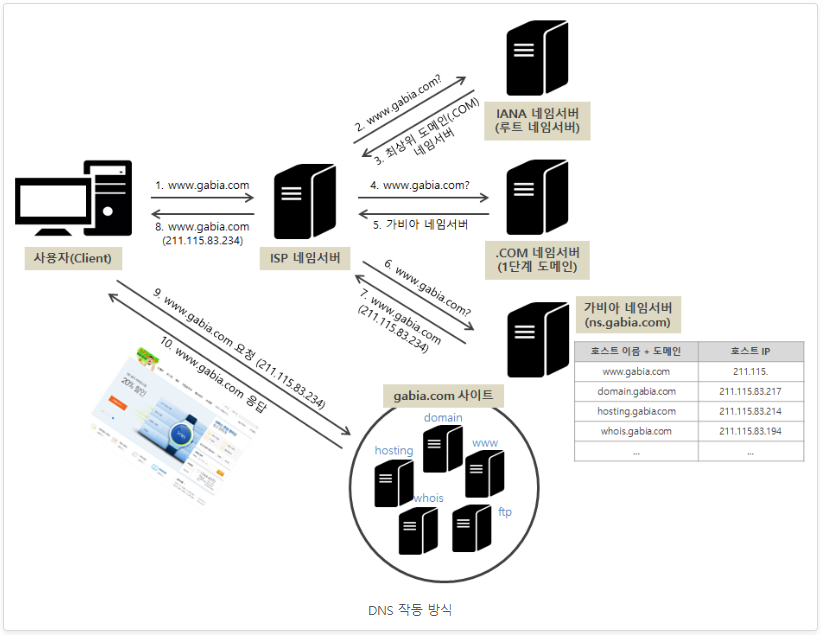 2. www.gabia.com?
3. 최상위 도메인(.COM)
네임서버
IANA 네임서버
(루트 네임서버)
1. www.gabia.com
8. www.gabia.com
(211.115.83.234)
4. www.gabia.com?
5. 가비아 네임서버
사용자(Client)
ISP 네임서버
.COM 네임서버
(1단계 도메인)
6. www.gabia.com?
7. www.gabia.com
(211.115.83.234)
가비아 네임서버
(ns.gabia.com)
호스트 이름 + 도메인 호스트 IP
www.gabia.com 211.115.
domain.gabia.com 211.115.83.217
hosting.gabia.com 211.115.83.214
whois.gabia.com 211.115.83.194
... ...
9. www.gabia.com 요청 (211.115.83.234)
10. www.gabia.com 응답
20% 할인
gabia.com 사이트
domain
www
hosting
whois
ftp
DNS 작동 방식